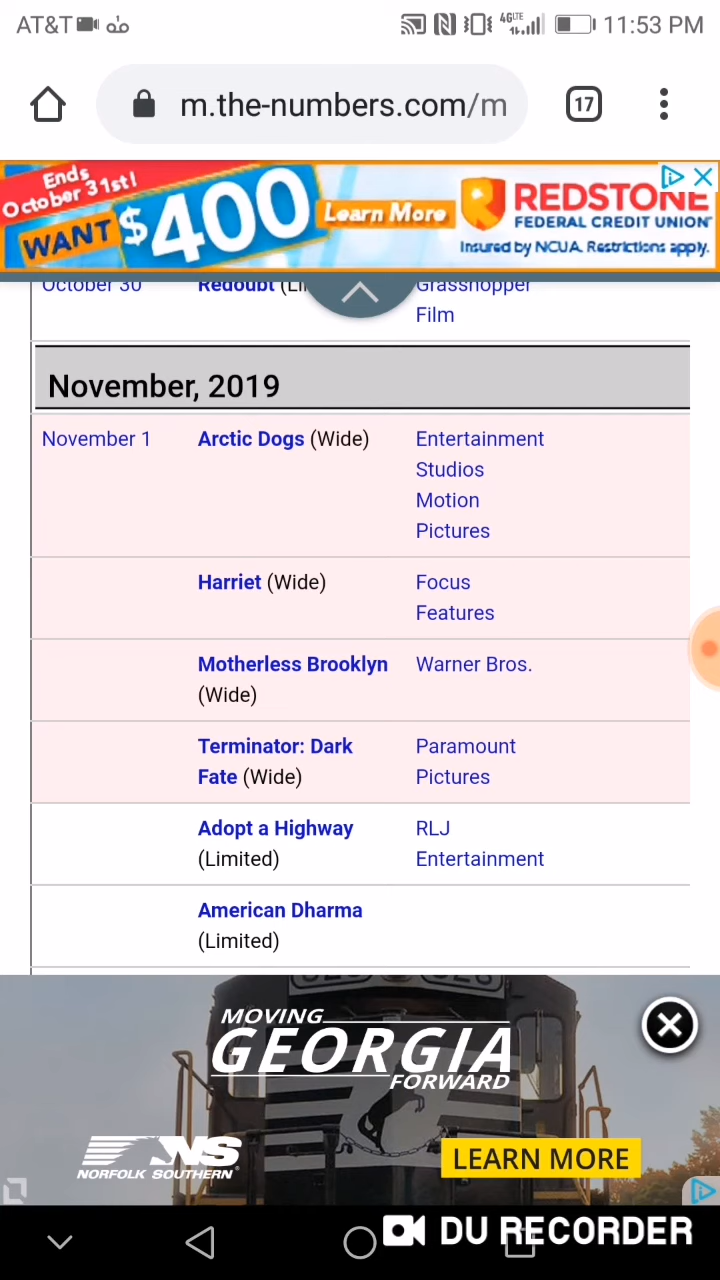 AT&T 4GLTE 11:53 PM
m.the-numbers.com/m 17
Ends
October 31st!
WANT $400 Learn More
REDSTONE
FEDERAL CREDIT UNION
Insured by NCUA. Restrictions apply.
October 30 Redoubt Grasshopper
Film
November, 2019
November 1 Arctic Dogs (Wide) Entertainment
Studios
Motion
Pictures
Harriet (Wide) Focus
Features
Motherless Brooklyn Warner Bros.
(Wide)
Terminator: Dark Paramount
Fate (Wide) Pictures
Adopt a Highway RLJ
(Limited) Entertainment
American Dharma
(Limited)
MOVING
GEORGIA
FORWARD
NS
NORFOLK SOUTHERN®
LEARN MORE
DU RECORDER